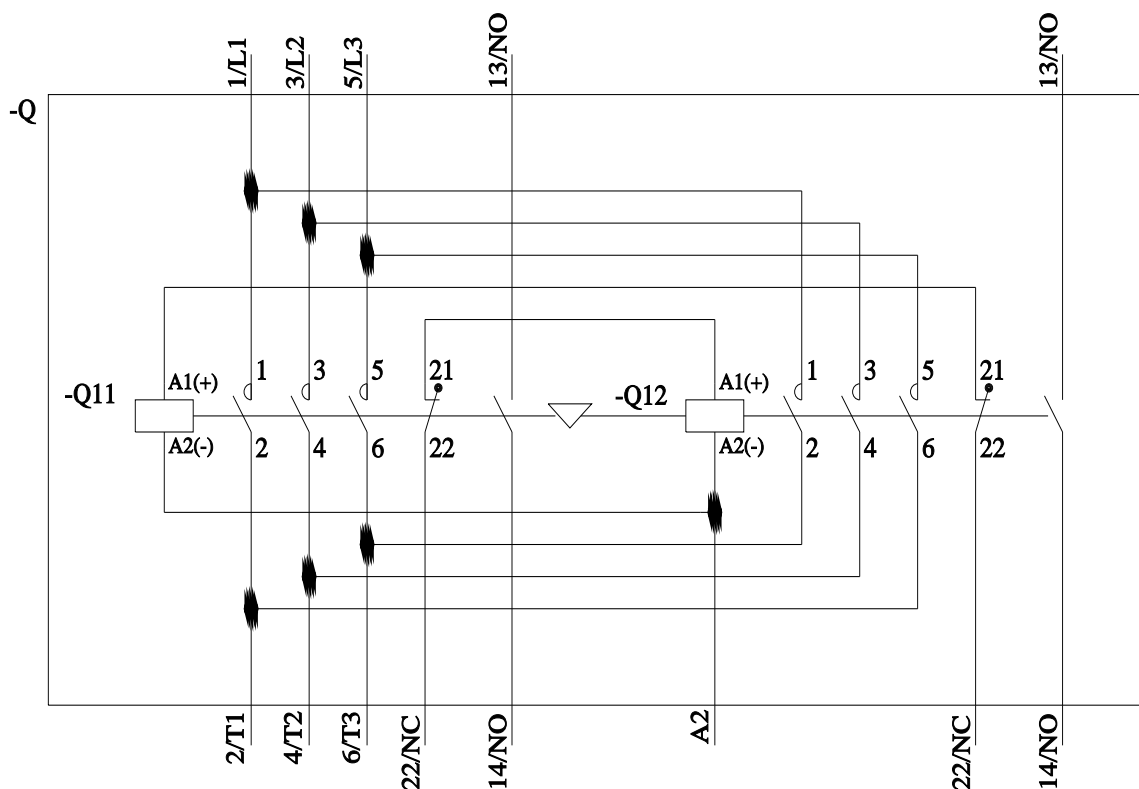 1/L1
3/L2
5/L3
13/NO
13/NO
-Q
1
3
5
21
1
3
5
21
-Q11
A1(+)
-Q12
A1(+)
A2(-)
2
4
6
22
A2(-)
2
4
6
22
2/T1
4/T2
6/T3
22/NC
14/NO
A2
22/NC
14/NO